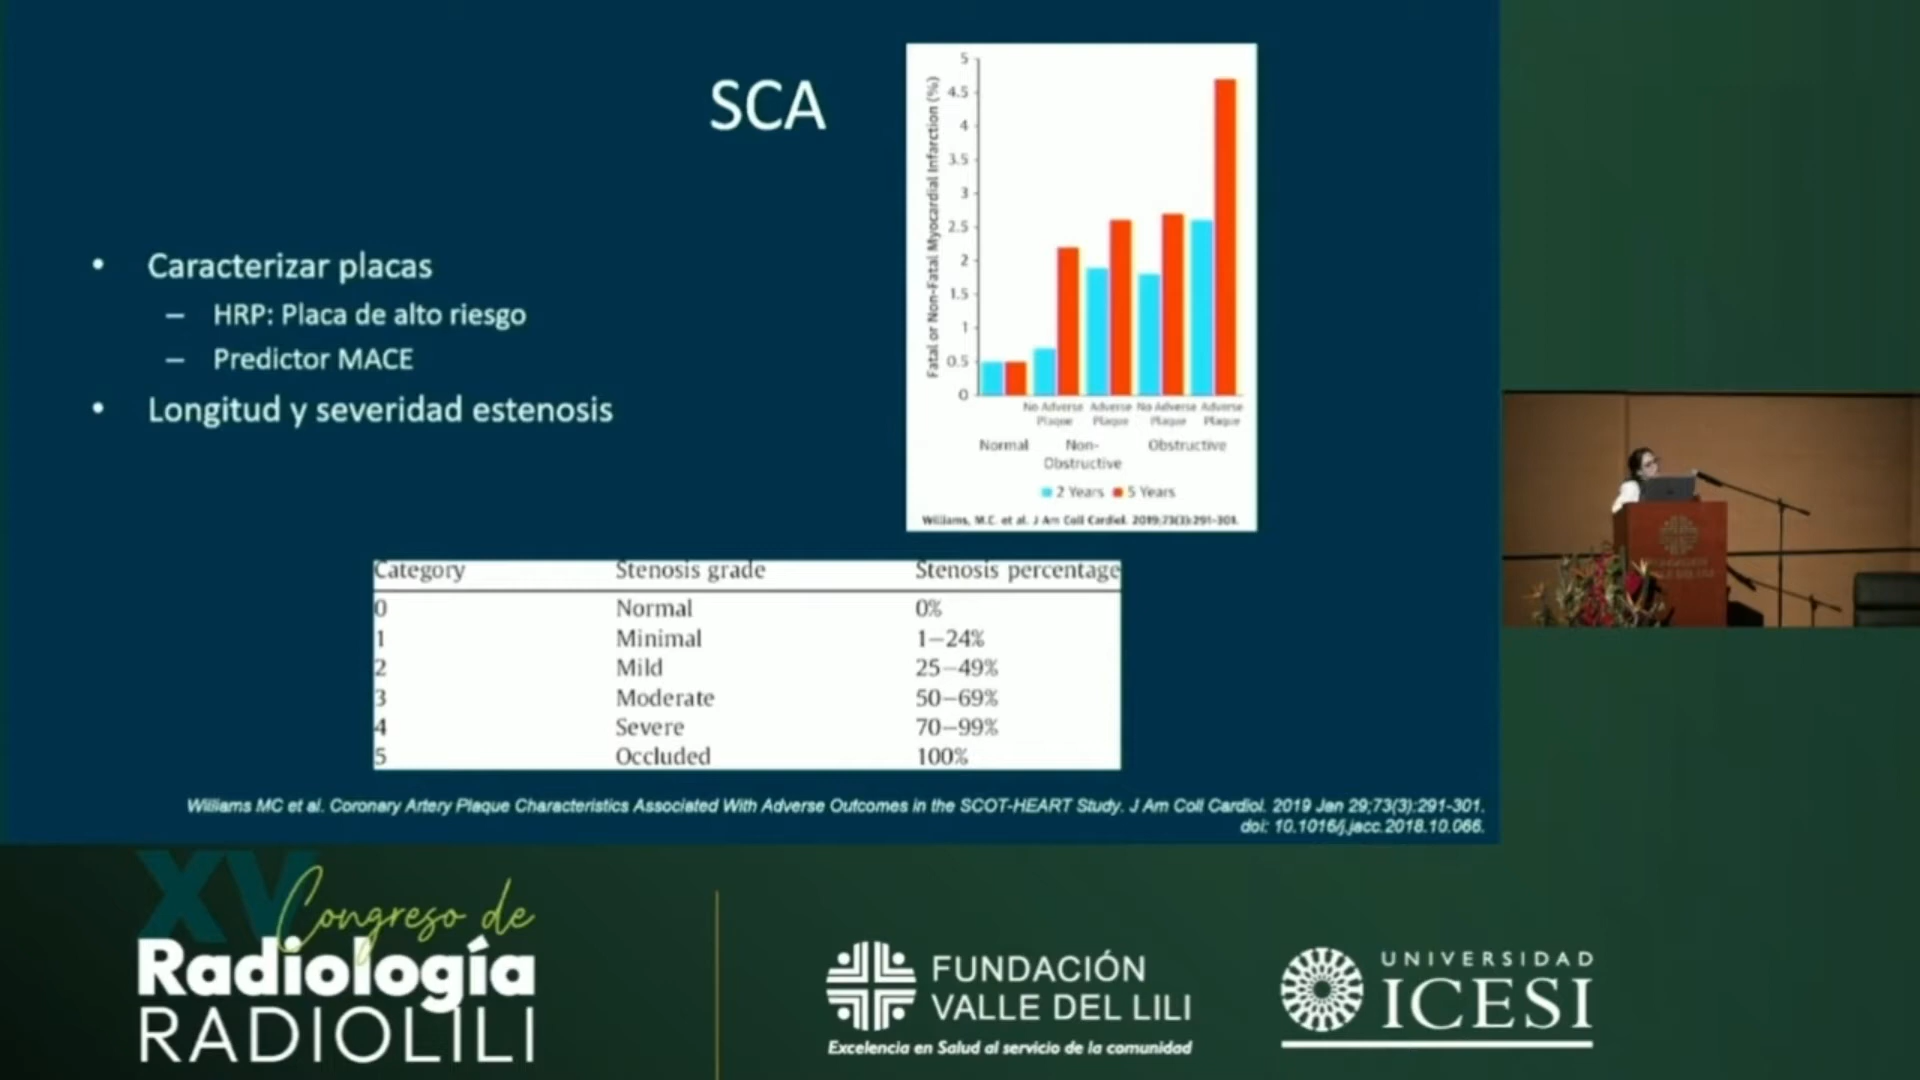 SCA
• Caracterizar placas
– HRP: Placa de alto riesgo
– Predictor MACE
• Longitud y severidad estenosis
Fatal or Non-Fatal Myocardial Infarction (%)
5
4.5
4
3.5
3
2.5
2
1.5
1
0.5
0
No Adverse Plaque
Adverse Plaque
No Adverse Plaque
Adverse Plaque
Normal
Non-Obstructive
Obstructive
2 Years 5 Years
Williams, M.C. et al. J Am Coll Cardiol. 2019;73(3):291-301.
Category Stenosis grade Stenosis percentage
0 Normal 0%
1 Minimal 1–24%
2 Mild 25–49%
3 Moderate 50–69%
4 Severe 70–99%
5 Occluded 100%
Williams MC et al. Coronary Artery Plaque Characteristics Associated With Adverse Outcomes in the SCOT-HEART Study. J Am Coll Cardiol. 2019 Jan 29;73(3):291-301.
doi: 10.1016/j.jacc.2018.10.066.
XV
Congreso de
Radiología
RADIOLILI
FUNDACIÓN
VALLE DEL LILI
Excelencia en Salud al servicio de la comunidad
UNIVERSIDAD
ICESI